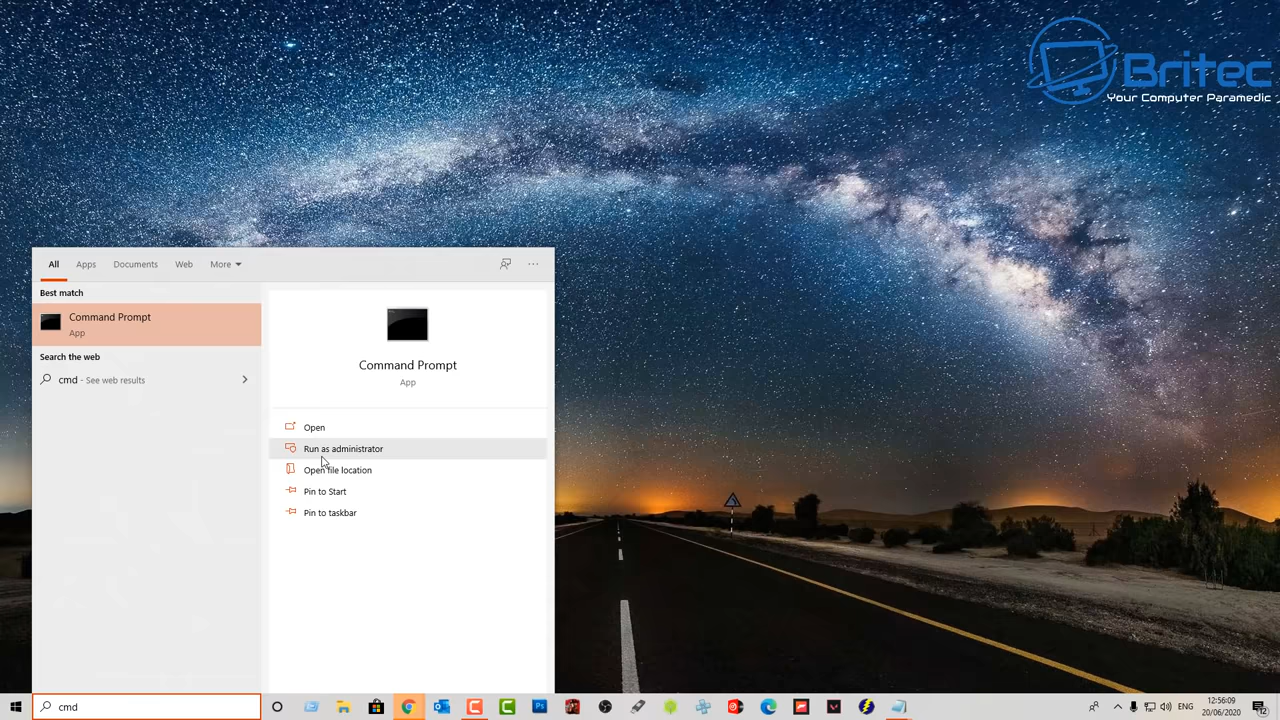 Britec
Your Computer Paramedic
All Apps Documents Web More
Best match
Command Prompt
App
Search the web
cmd - See web results
Command Prompt
App
Open
Run as administrator
Open file location
Pin to Start
Pin to taskbar
cmd
ENG
12:56:09
20/06/2020
12